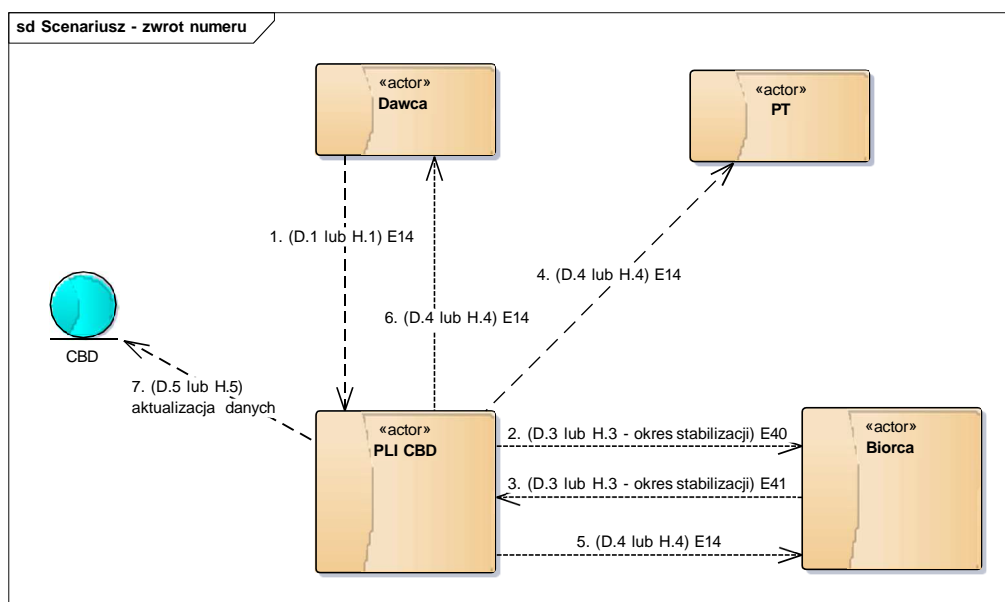 sd Scenariusz - zwrot numeru
«actor»
Dawca
«actor»
PT
1. (D.1 lub H.1) E14
4. (D.4 lub H.4) E14
6. (D.4 lub H.4) E14
CBD
7. (D.5 lub H.5)
aktualizacja danych
«actor»
PLI CBD
2. (D.3 lub H.3 - okres stabilizacji) E40
«actor»
Biorca
3. (D.3 lub H.3 - okres stabilizacji) E41
5. (D.4 lub H.4) E14